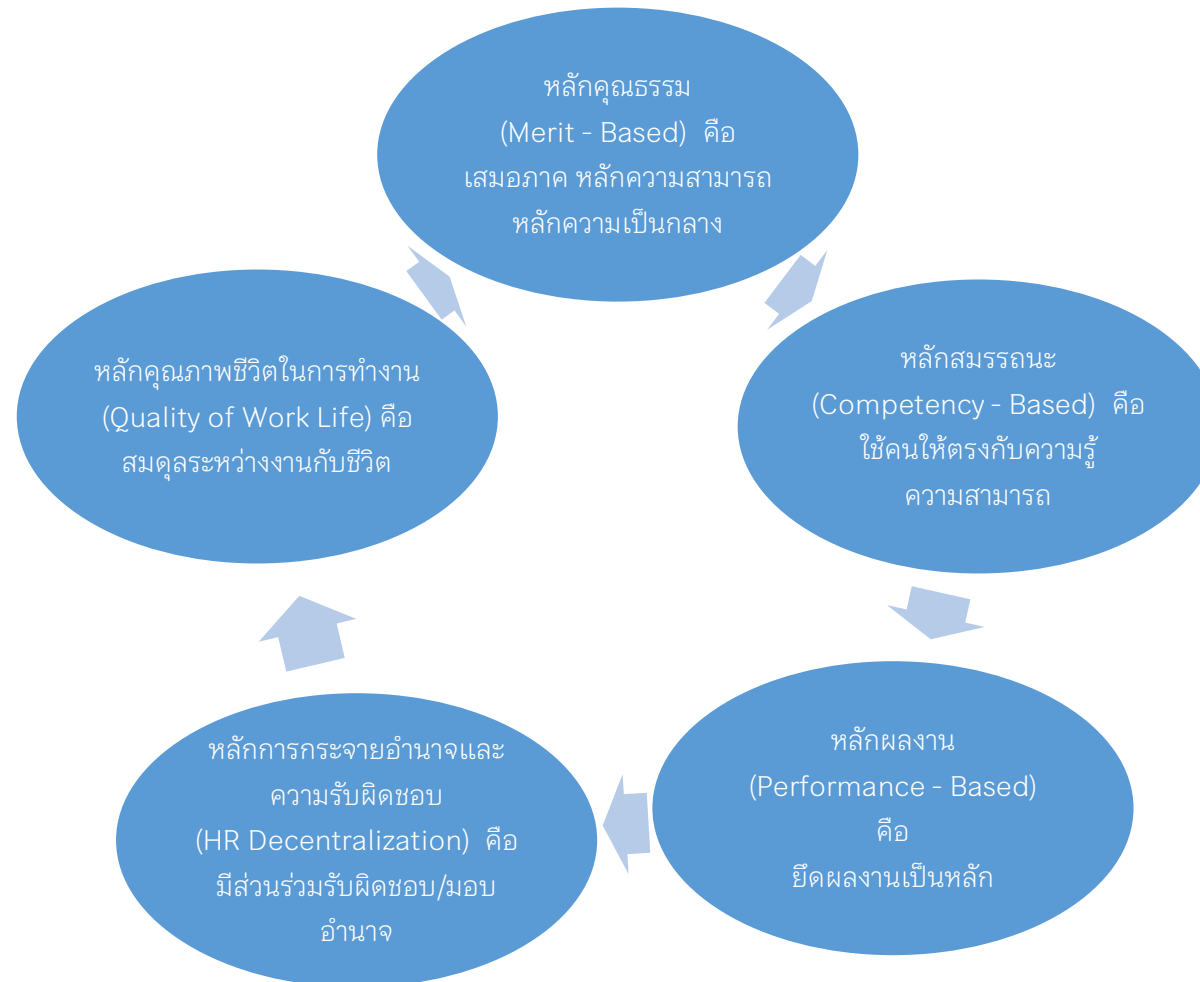 หลักคุณธรรม
(Merit - Based) คือ
เสมอภาค หลักความสามารถ
หลักความเป็นกลาง
หลักสมรรถนะ
(Competency - Based) คือ
ใช้คนให้ตรงกับความรู้
ความสามารถ
หลักผลงาน
(Performance - Based)
คือ
ยึดผลงานเป็นหลัก
หลักการกระจายอำนาจและ
ความรับผิดชอบ
(HR Decentralization) คือ
มีส่วนร่วมรับผิดชอบ/มอบ
อำนาจ
หลักคุณภาพชีวิตในการทำงาน
(Quality of Work Life) คือ
สมดุลระหว่างงานกับชีวิต